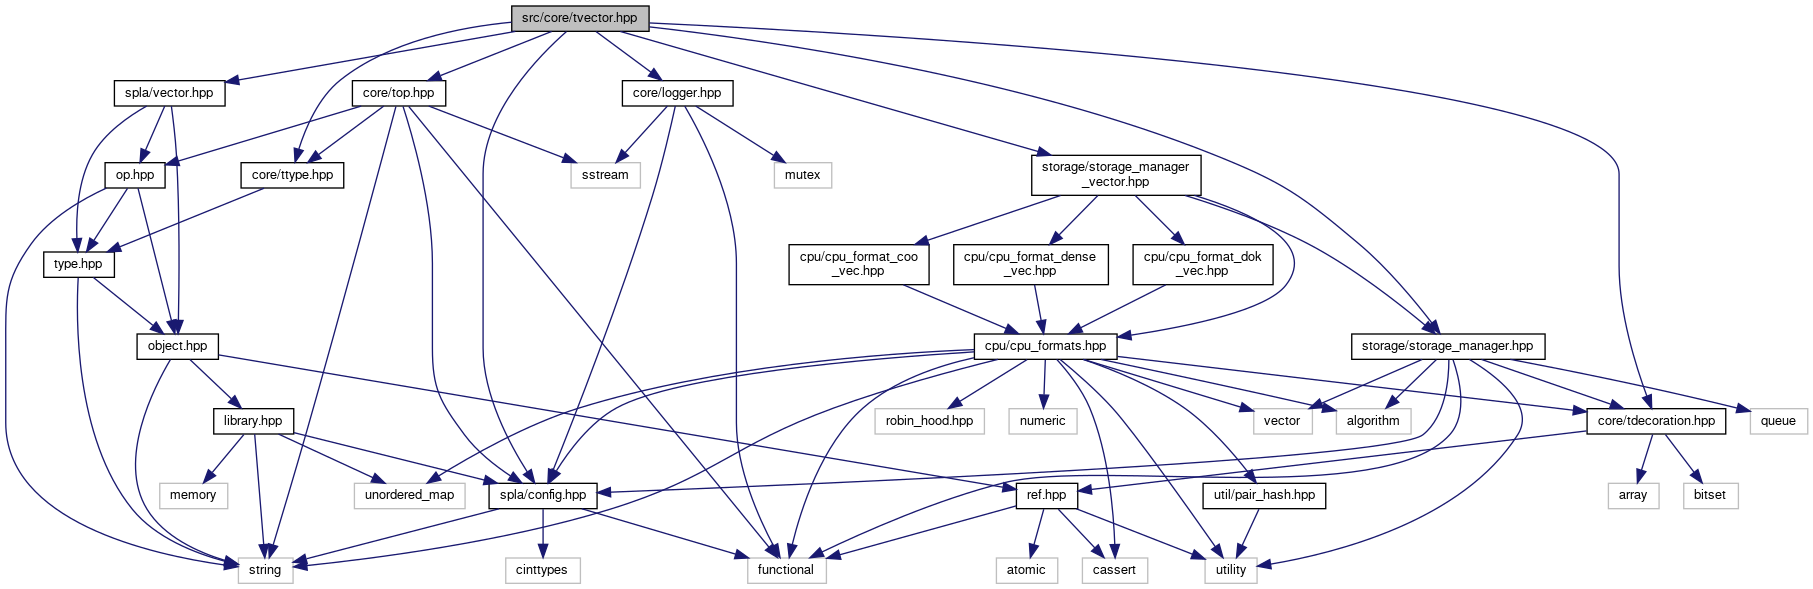 src/core/tvector.hpp
spla/vector.hpp
core/top.hpp
core/logger.hpp
op.hpp
core/ttype.hpp
sstream
mutex
storage/storage_manager
_vector.hpp
type.hpp
cpu/cpu_format_coo
_vec.hpp
cpu/cpu_format_dense
_vec.hpp
cpu/cpu_format_dok
_vec.hpp
object.hpp
cpu/cpu_formats.hpp
storage/storage_manager.hpp
library.hpp
robin_hood.hpp
numeric
vector
algorithm
core/tdecoration.hpp
queue
memory
unordered_map
spla/config.hpp
ref.hpp
util/pair_hash.hpp
array
bitset
string
cinttypes
functional
atomic
cassert
utility